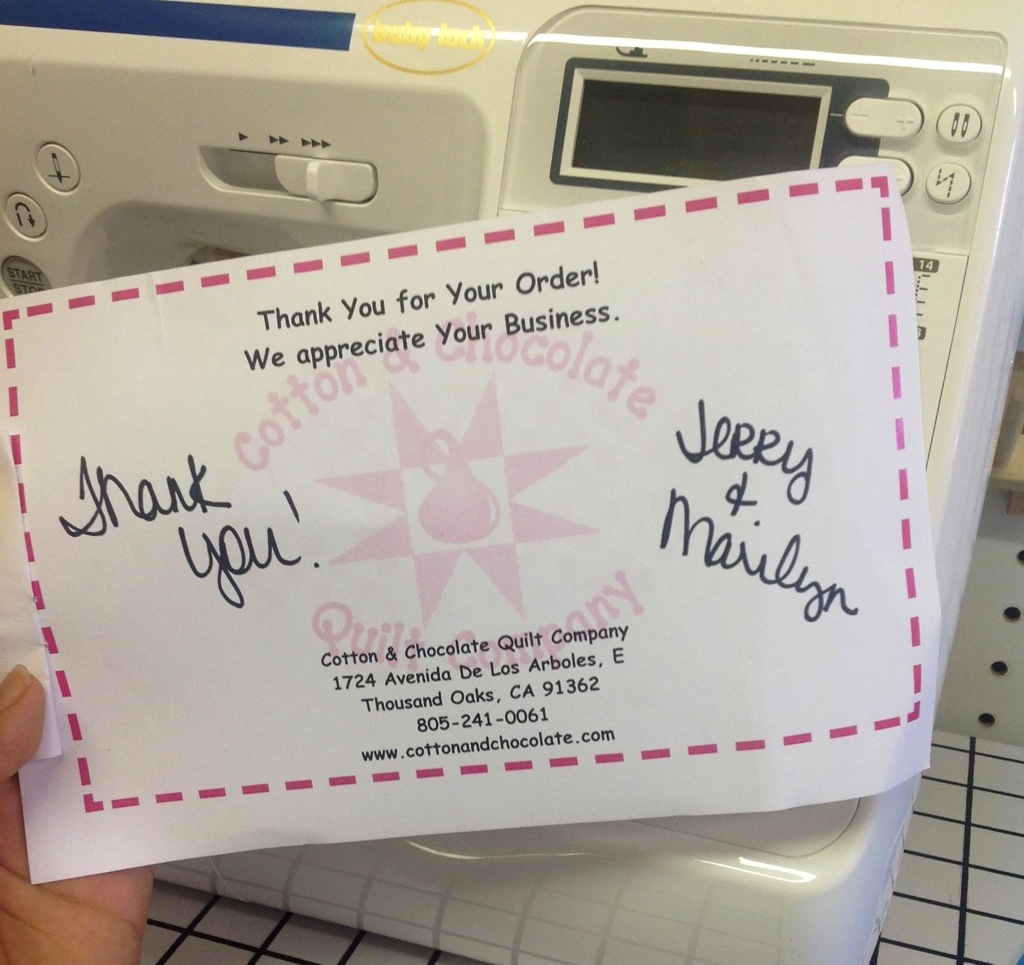 baby lock
START
STOP
14
Thank You for Your Order!
We appreciate Your Business.
Cotton & Chocolate
Quilt Company
Thank
you!
Jerry
&
Marilyn
Cotton & Chocolate Quilt Company
1724 Avenida De Los Arboles, E
Thousand Oaks, CA 91362
805-241-0061
www.cottonandchocolate.com